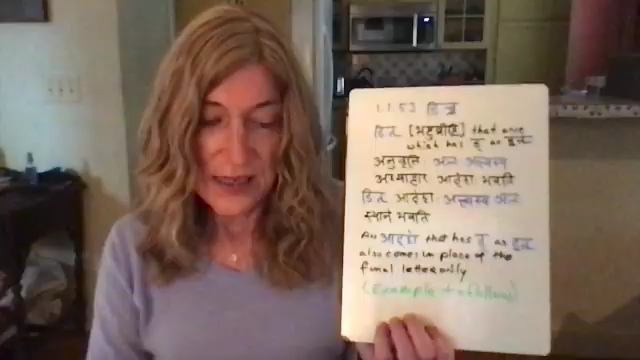 1.1.53 ङिच्च
ङित् [बहुव्रीहि] that one
which has ङ् as इत्
अनुवृत्ति अलः अन्त्यस्य
अध्याहार आदेशः भवति
ङित् आदेशः अन्त्यस्य अलः
स्थाने भवति
An आदेश that has ङ् as इत्
also comes in place of the
final letter only
(Example to follow)